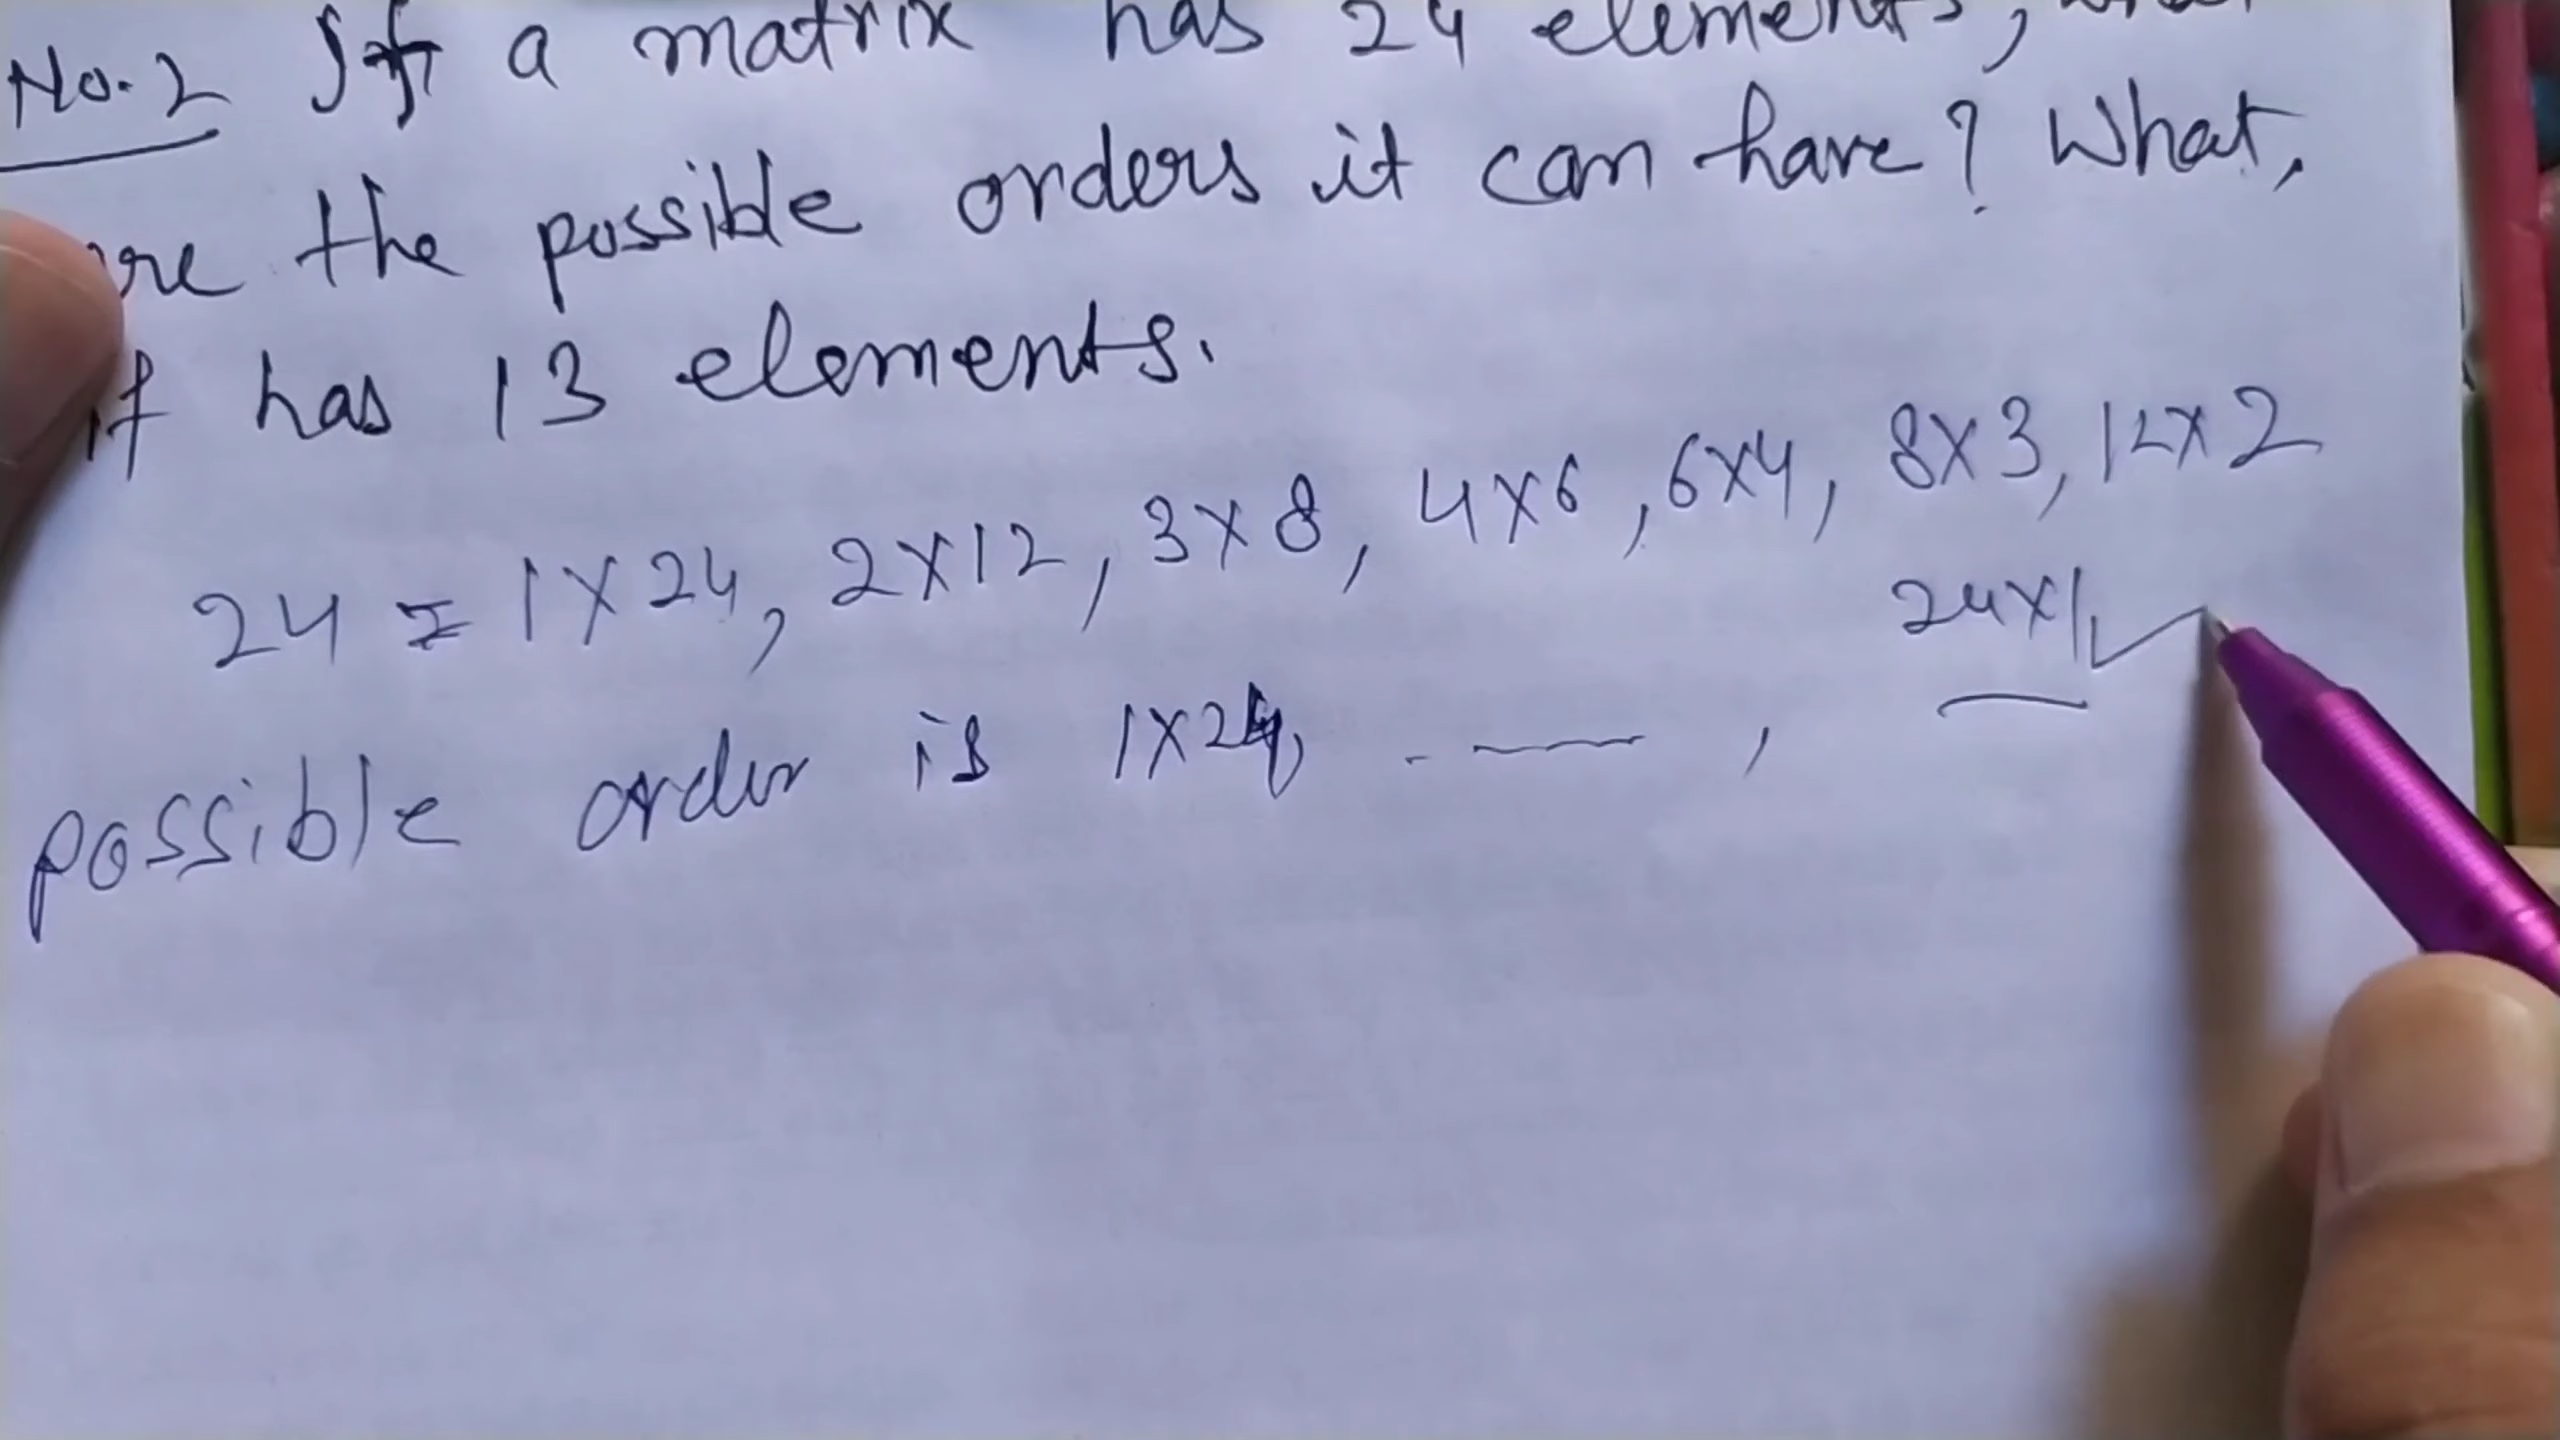 No. 2 If a matrix has 24 elements,
the possible orders it can have? What,
if has 13 elements.
24 = 1X24, 2X12, 3X8, 4X6, 6X4, 8X3, 12X2
24X1
possible order is 1X24, - — ,